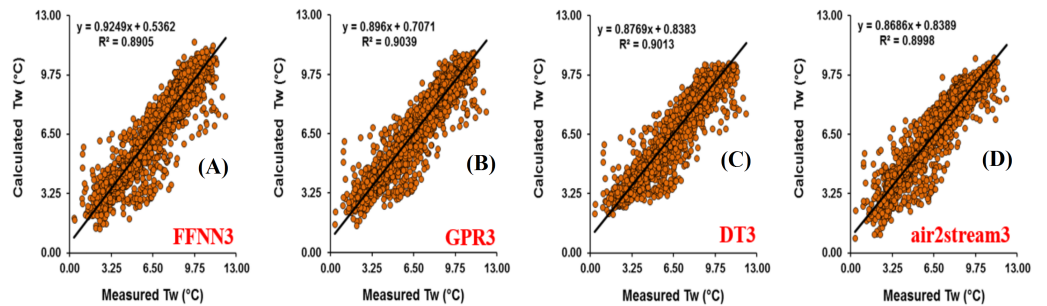 y = 0.9249x + 0.5362
R² = 0.8905
13.00
9.75
6.50
3.25
0.00
Calculated Tw (°C)
(A)
FFNN3
0.00 3.25 6.50 9.75 13.00
Measured Tw (°C)
y = 0.896x + 0.7071
R² = 0.9039
13.00
9.75
6.50
3.25
0.00
Calculated Tw (°C)
(B)
GPR3
0.00 3.25 6.50 9.75 13.00
Measured Tw (°C)
y = 0.8769x + 0.8383
R² = 0.9013
13.00
9.75
6.50
3.25
0.00
Calculated Tw (°C)
(C)
DT3
0.00 3.25 6.50 9.75 13.00
Measured Tw (°C)
y = 0.8686x + 0.8389
R² = 0.8998
13.00
9.75
6.50
3.25
0.00
Calculated Tw (°C)
(D)
air2stream3
0.00 3.25 6.50 9.75 13.00
Measured Tw (°C)